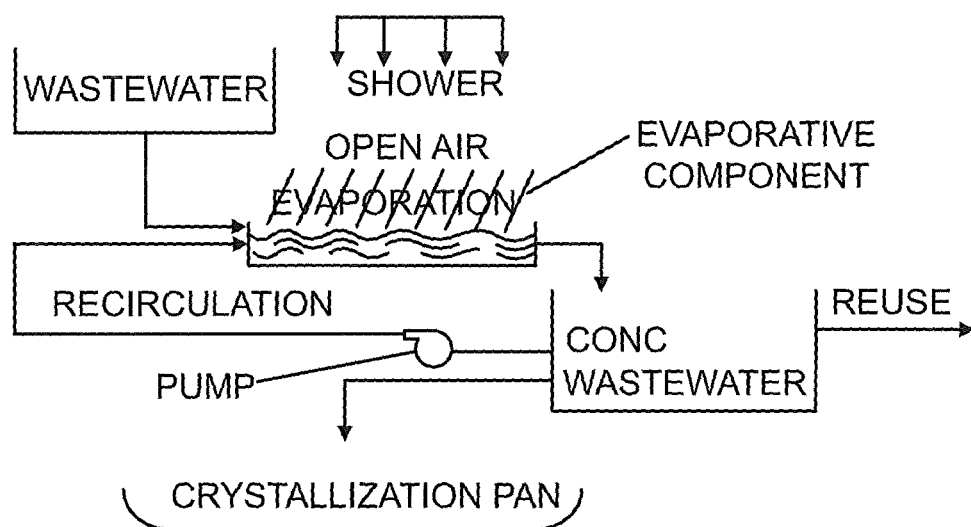 WASTEWATER
SHOWER
OPEN AIR
EVAPORATION
EVAPORATIVE
COMPONENT
RECIRCULATION
PUMP
CONC
WASTEWATER
REUSE
CRYSTALLIZATION PAN